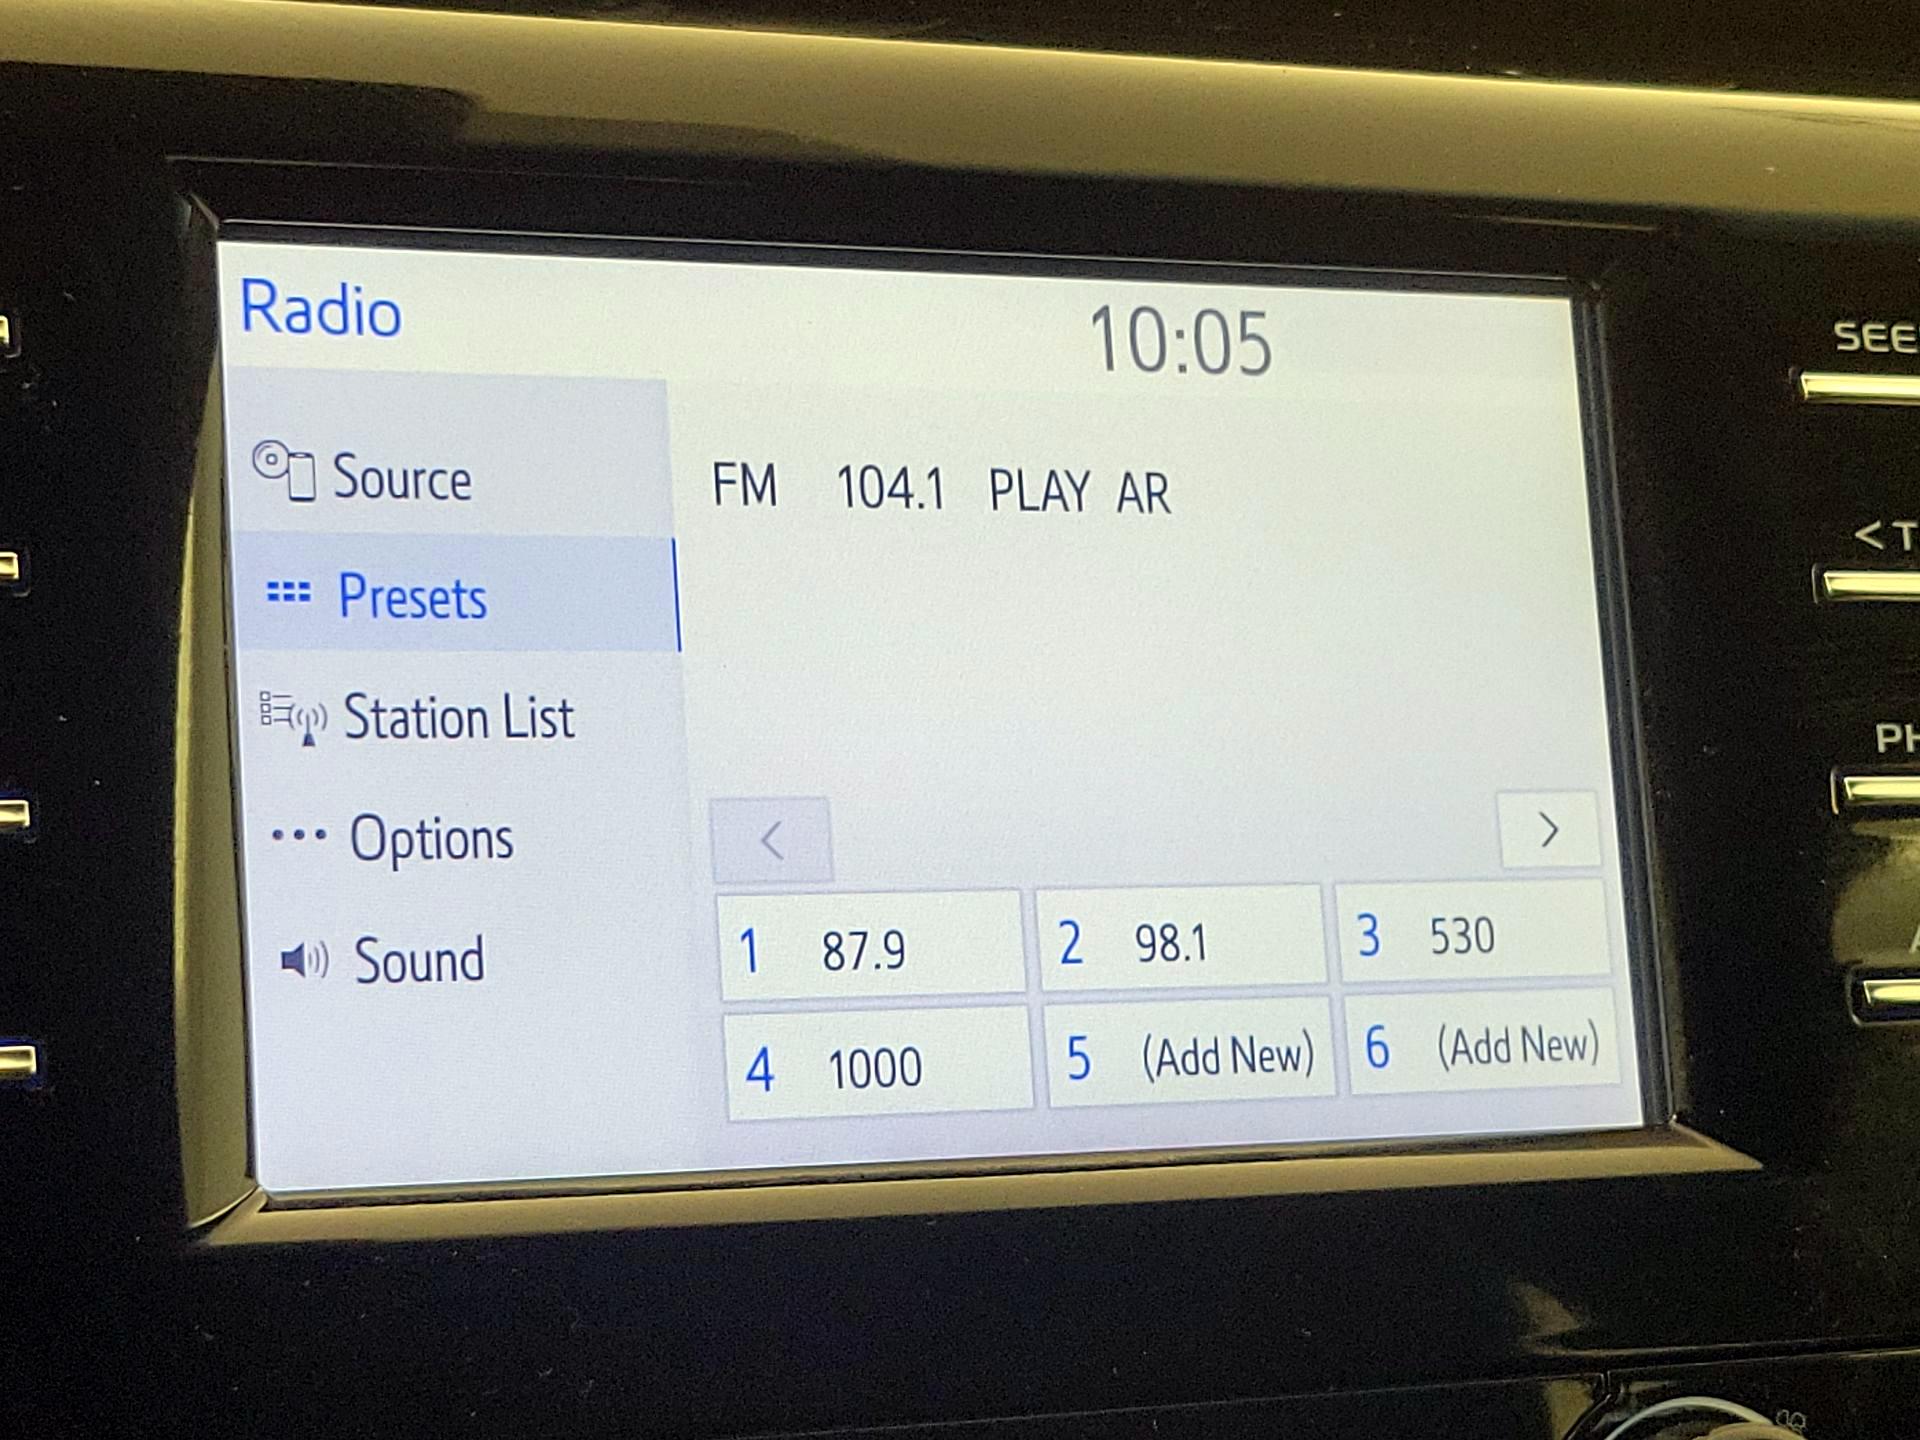 Radio
10:05
Source
FM 104.1 PLAY AR
Presets
Station List
Options
Sound
1 87.9
2 98.1
3 530
4 1000
5 (Add New)
6 (Add New)
SEE
< T
PH